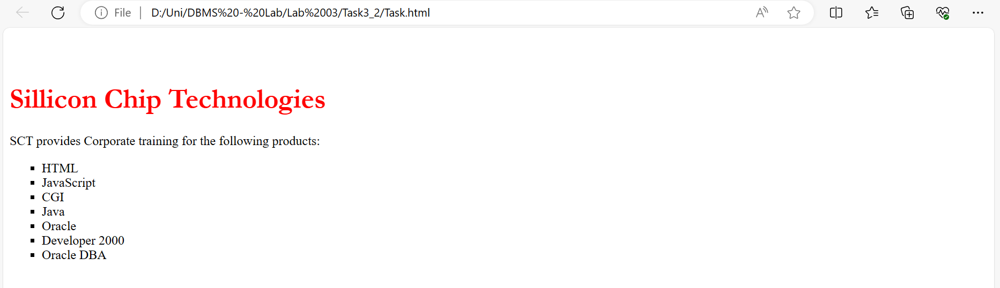 File D:/Uni/DBMS%20-%20Lab/Lab%2003/Task3_2/Task.html
Sillicon Chip Technologies
SCT provides Corporate training for the following products:
HTML
JavaScript
CGI
Java
Oracle
Developer 2000
Oracle DBA